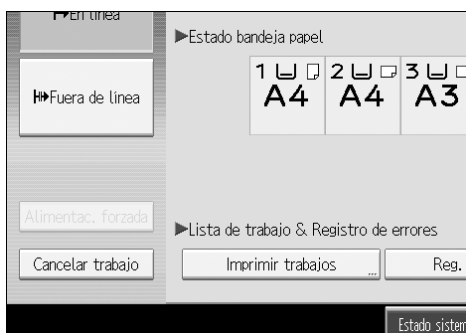 En línea
►Estado bandeja papel
1 2 3
A4 A4 A3
Fuera de línea
Alimentac. forzada
►Lista de trabajo & Registro de errores
Cancelar trabajo
Imprimir trabajos ...
Reg.
Estado sistem